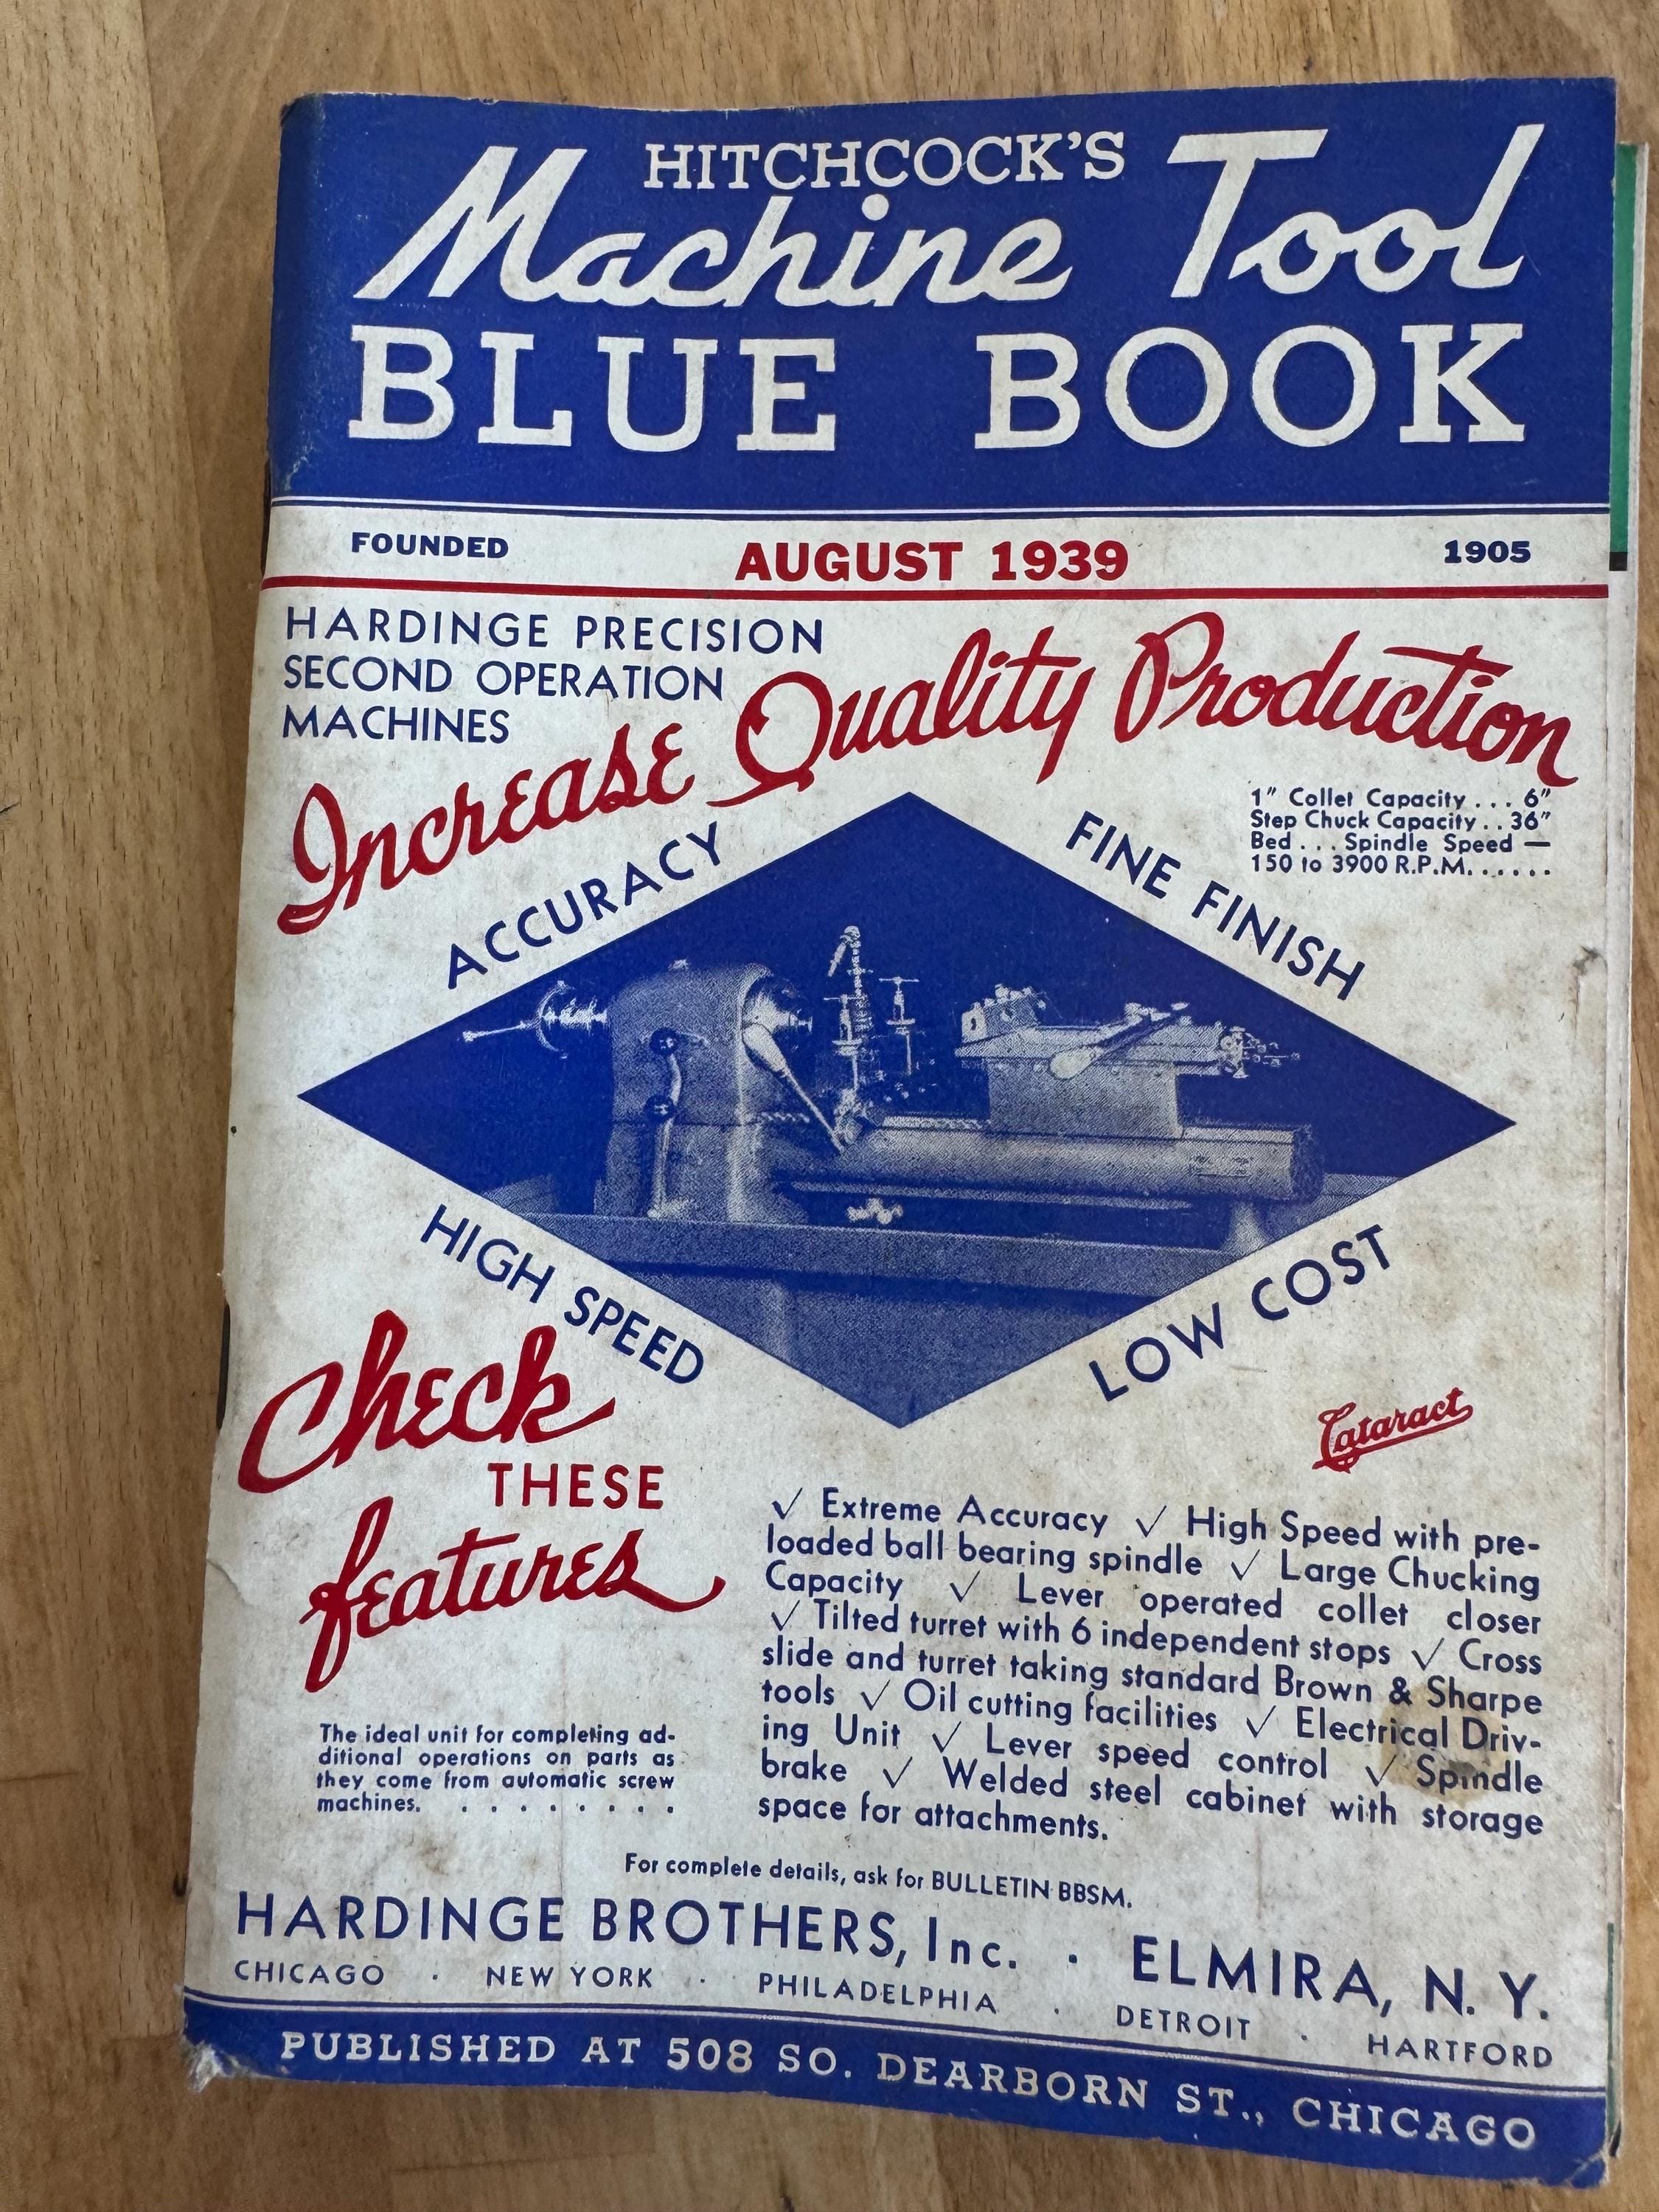 HITCHCOCK'S
Machine Tool
BLUE BOOK
FOUNDED AUGUST 1939 1905
HARDINGE PRECISION
SECOND OPERATION
MACHINES
Increase Quality Production
1" Collet Capacity . . . 6"
Step Chuck Capacity . . 36"
Bed . . . Spindle Speed —
150 to 3900 R.P.M. . . . . .
ACCURACY
FINE FINISH
HIGH SPEED
LOW COST
Cataract
Check
THESE
features
✓ Extreme Accuracy ✓ High Speed with pre-
loaded ball bearing spindle ✓ Large Chucking
Capacity ✓ Lever operated collet closer
✓ Tilted turret with 6 independent stops ✓ Cross
slide and turret taking standard Brown & Sharpe
tools ✓ Oil cutting facilities ✓ Electrical Driv-
ing Unit ✓ Lever speed control ✓ Spindle
brake ✓ Welded steel cabinet with storage
space for attachments.
The ideal unit for completing ad-
ditional operations on parts as
they come from automatic screw
machines. . . . . . . . .
For complete details, ask for BULLETIN BBSM.
HARDINGE BROTHERS, Inc. · ELMIRA, N. Y.
CHICAGO · NEW YORK · PHILADELPHIA · DETROIT · HARTFORD
PUBLISHED AT 508 SO. DEARBORN ST., CHICAGO